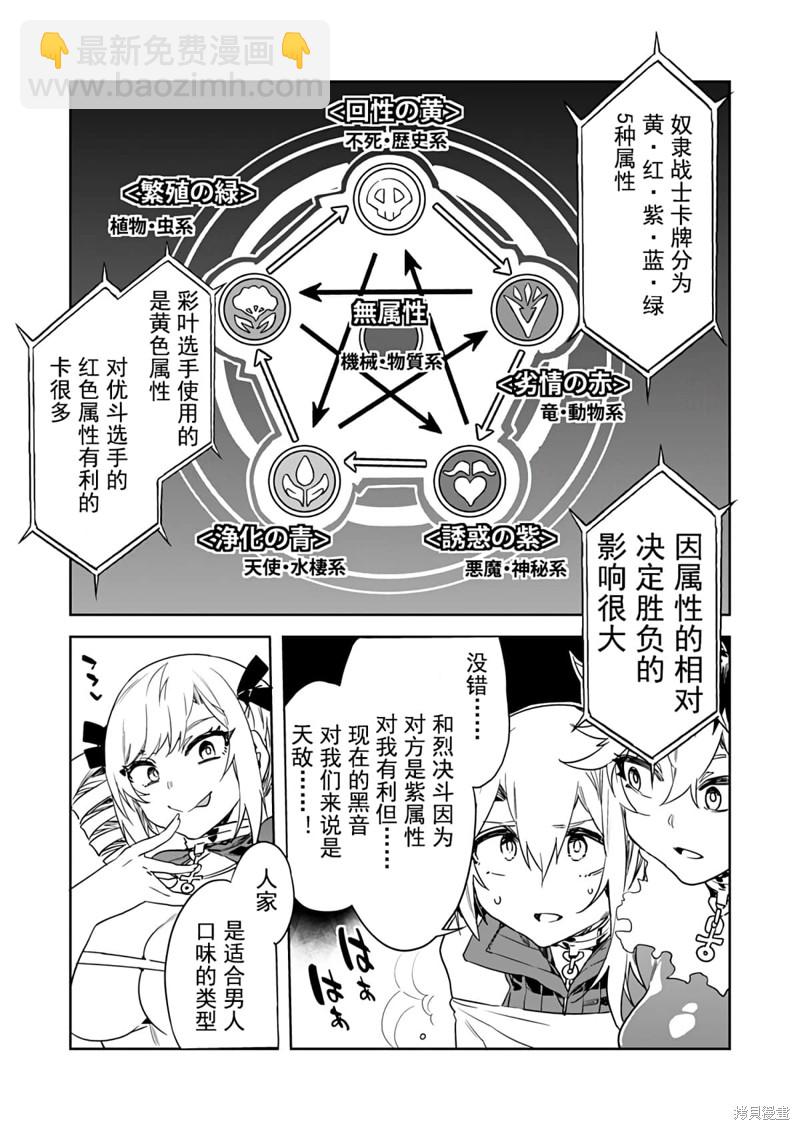 最新免费漫画
www.baozimh.com
奴隶战士卡牌分为
黄·红·紫·蓝·绿
5种属性
<回性の黄>
不死・歴史系
<繁殖の緑>
植物・虫系
無属性
機械・物質系
<劣情の赤>
竜・動物系
<浄化の青>
天使・水棲系
<誘惑の紫>
悪魔・神秘系
彩叶选手使用的
是黄色属性
对优斗选手的
红色属性有利的
卡很多
因属性的相对
决定胜负的
影响很大
没错……
和烈决斗因为
对方是紫属性
对我有利但……
现在的黑音
对我们来说是
天敌……！
はぁ
はぁ
人家
是适合男人
口味的类型
拷贝漫畫